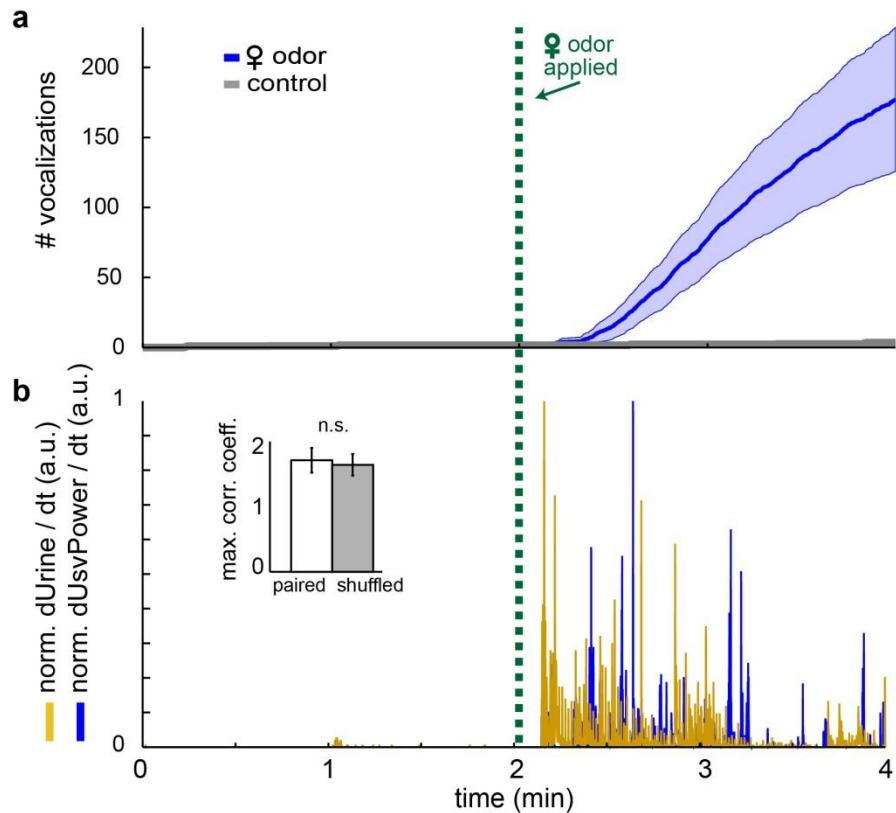 a
# vocalizations
200
150
100
50
0
♀ odor
control
♀ odor
applied
b
norm. dUrine / dt (a.u.)
norm. dUsvPower / dt (a.u.)
1
0
max. corr. coeff.
2
1
0
n.s.
paired shuffled
0 1 2 3 4
time (min)